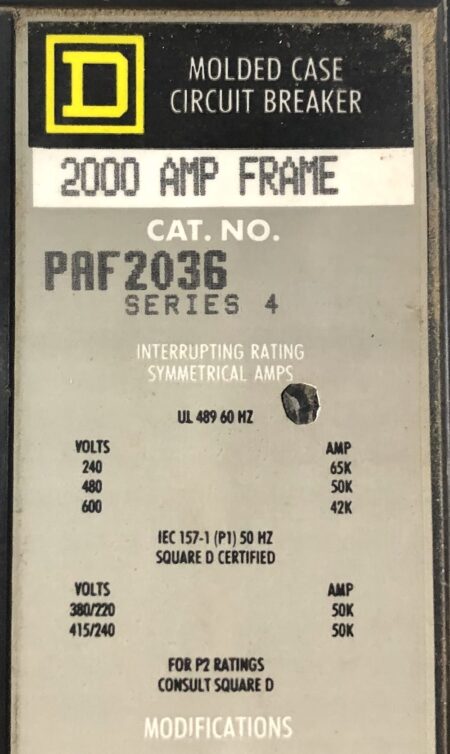 D
MOLDED CASE
CIRCUIT BREAKER
2000 AMP FRAME
CAT. NO.
PAF2036
SERIES 4
INTERRUPTING RATING
SYMMETRICAL AMPS
UL 489 60 HZ
VOLTS AMP
240 65K
480 50K
600 42K
IEC 157-1 (P1) 50 HZ
SQUARE D CERTIFIED
VOLTS AMP
380/220 50K
415/240 50K
FOR P2 RATINGS
CONSULT SQUARE D
MODIFICATIONS